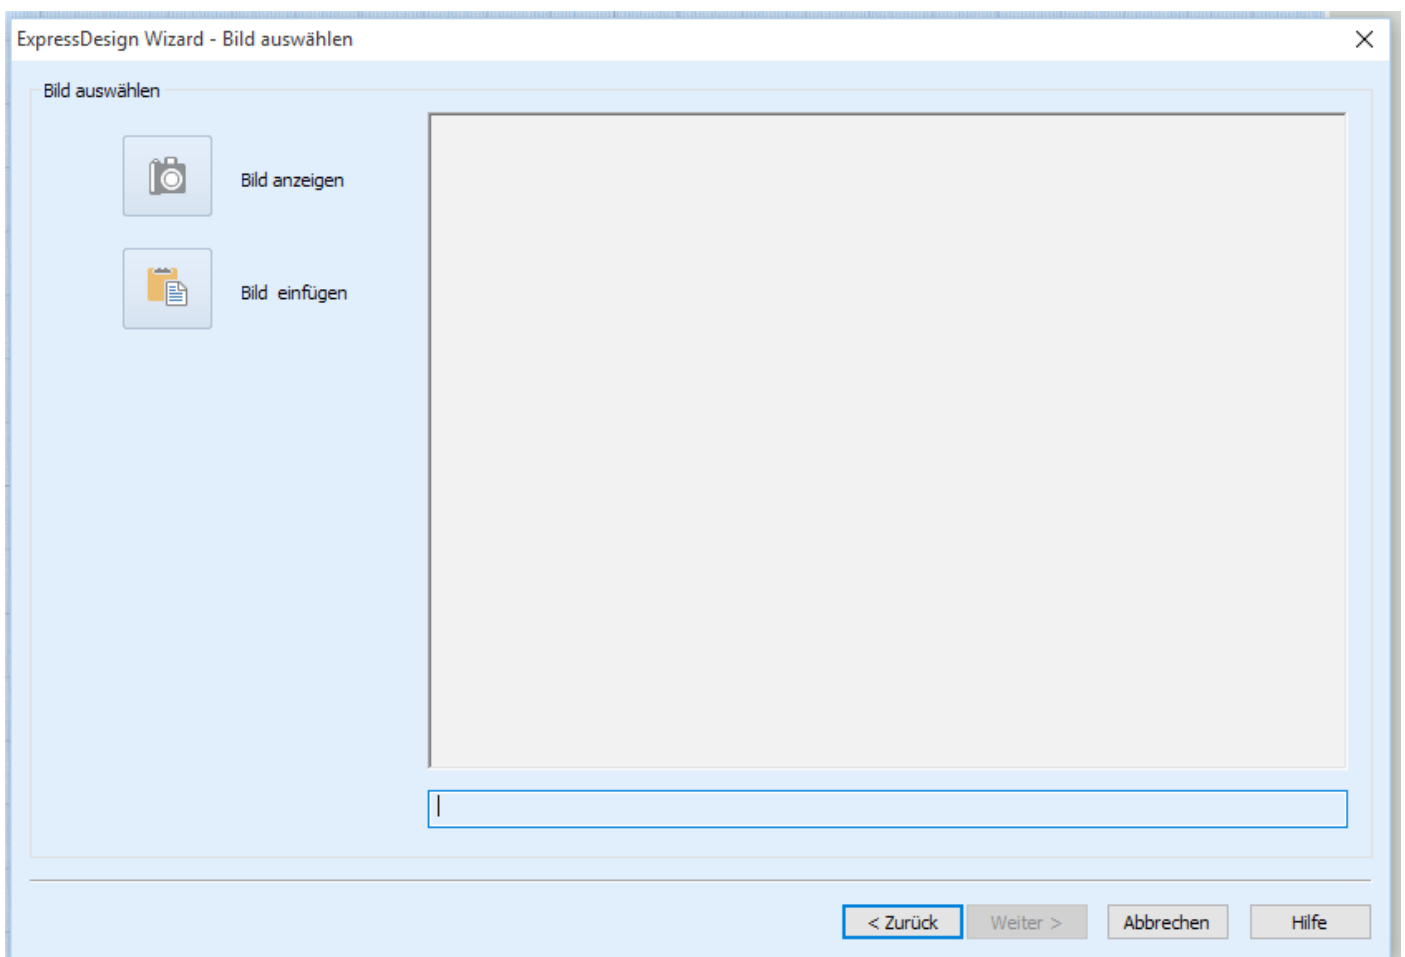 ExpressDesign Wizard - Bild auswählen
Bild auswählen
Bild anzeigen
Bild einfügen
< Zurück Weiter > Abbrechen Hilfe